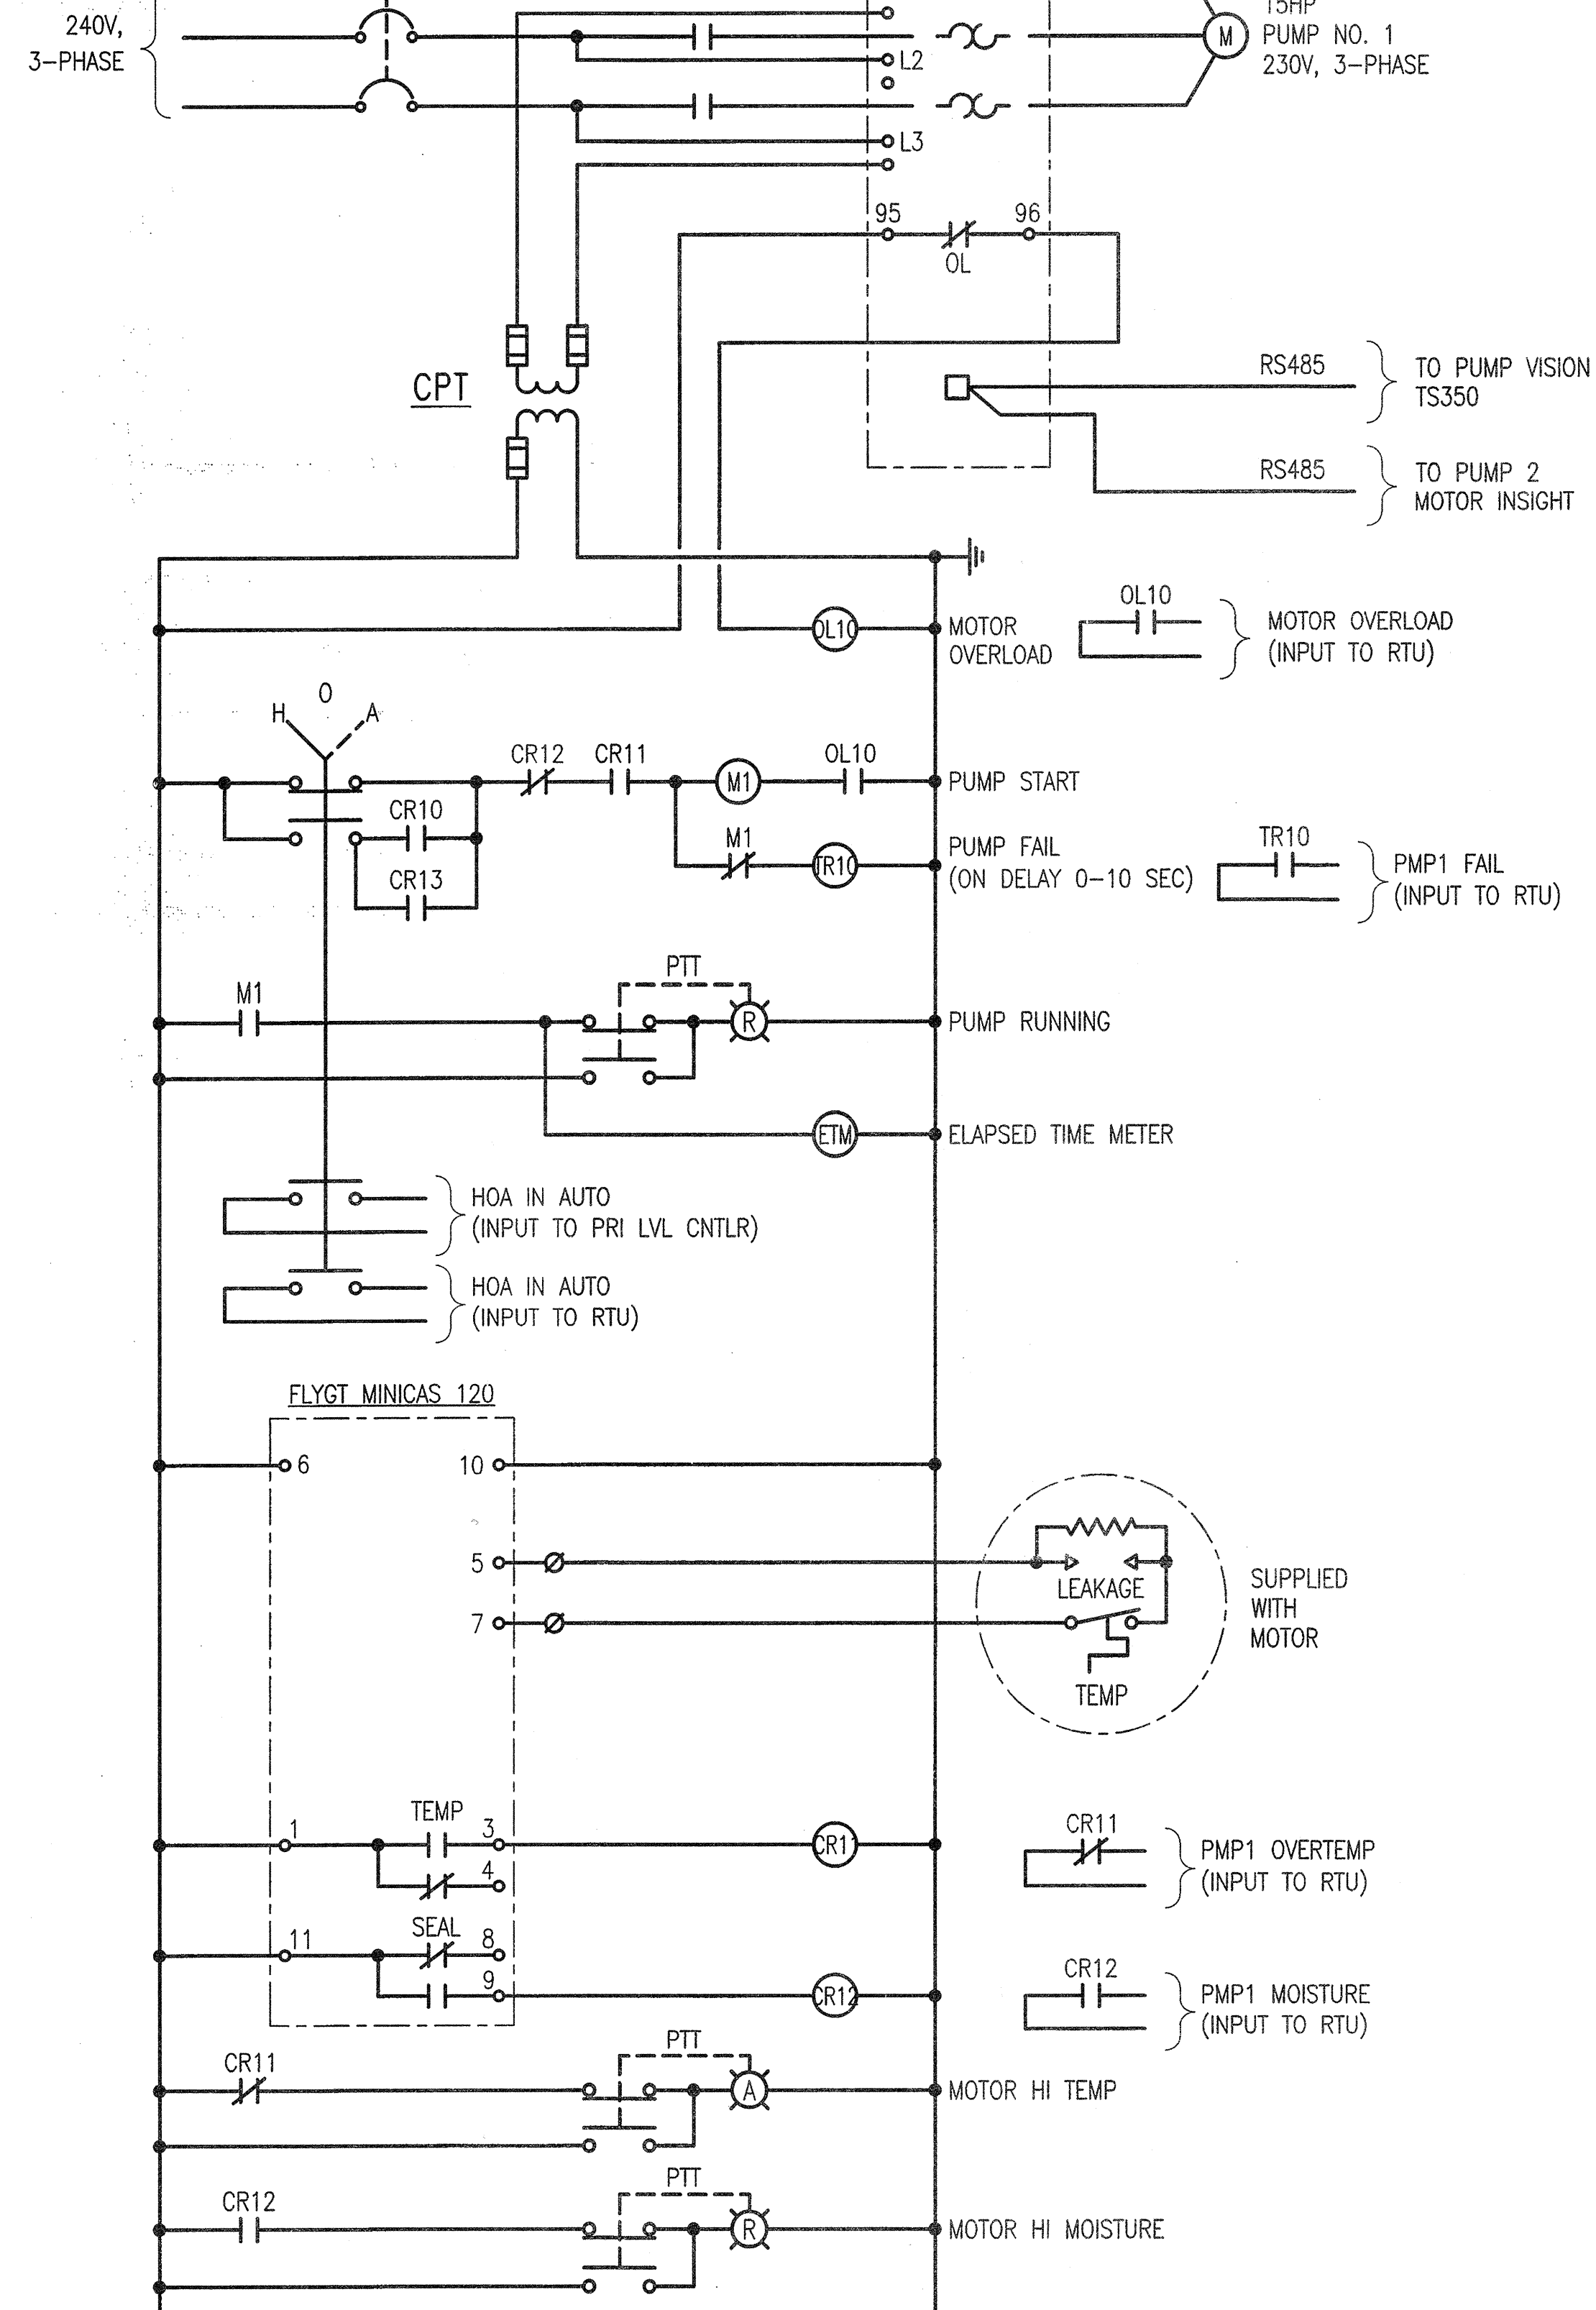 15HP
240V,
3-PHASE
L2
M
PUMP NO. 1
230V, 3-PHASE
L3
95
96
OL
CPT
RS485
TO PUMP VISION
TS350
RS485
TO PUMP 2
MOTOR INSIGHT
OL10
MOTOR
OVERLOAD
OL10
MOTOR OVERLOAD
(INPUT TO RTU)
H
O
A
CR12
CR11
M1
OL10
PUMP START
CR10
CR13
M1
TR10
PUMP FAIL
(ON DELAY 0-10 SEC)
TR10
PMP1 FAIL
(INPUT TO RTU)
M1
PTT
R
PUMP RUNNING
ETM
ELAPSED TIME METER
HOA IN AUTO
(INPUT TO PRI LVL CNTLR)
HOA IN AUTO
(INPUT TO RTU)
FLYGT MINICAS 120
6
10
5
7
LEAKAGE
TEMP
SUPPLIED
WITH
MOTOR
1
TEMP
3
4
CR11
CR11
PMP1 OVERTEMP
(INPUT TO RTU)
11
SEAL
8
9
CR12
CR12
PMP1 MOISTURE
(INPUT TO RTU)
CR11
PTT
A
MOTOR HI TEMP
CR12
PTT
R
MOTOR HI MOISTURE